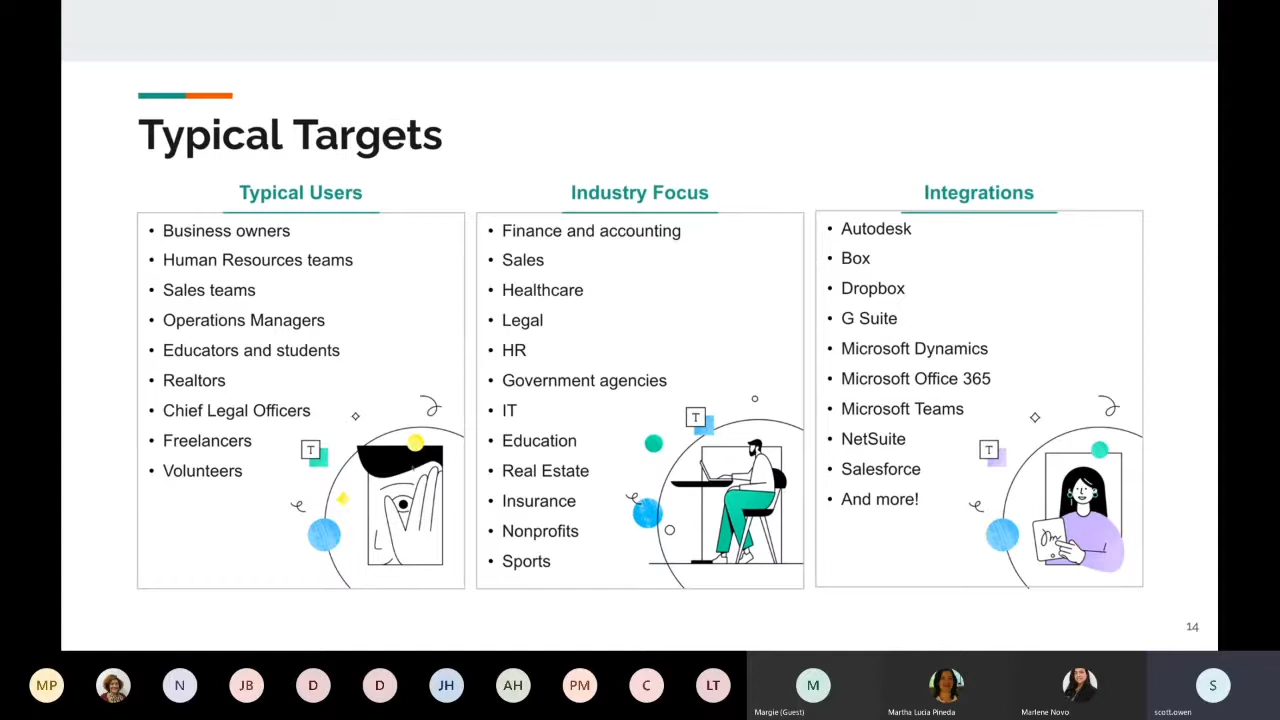 Typical Targets
Typical Users
Business owners
Human Resources teams
Sales teams
Operations Managers
Educators and students
Realtors
Chief Legal Officers
Freelancers
Volunteers
T
Industry Focus
Finance and accounting
Sales
Healthcare
Legal
HR
Government agencies
IT
Education
Real Estate
Insurance
Nonprofits
Sports
T
Integrations
Autodesk
Box
Dropbox
G Suite
Microsoft Dynamics
Microsoft Office 365
Microsoft Teams
NetSuite
Salesforce
And more!
T
14
MP
N
JB
D
D
JH
AH
PM
C
LT
M
Margie (Guest)
Martha Lucia Pineda
Marlene Novo
S
scott.owen